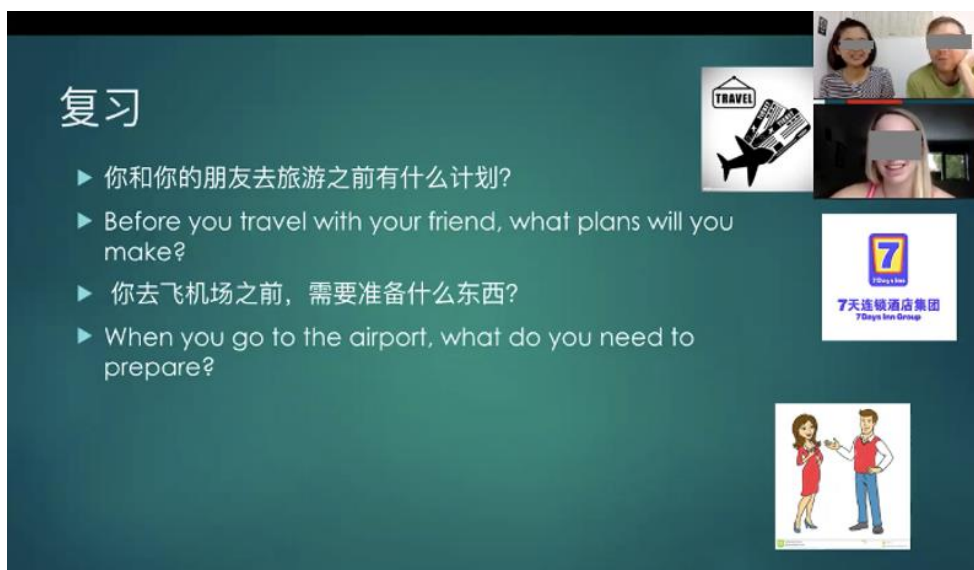 复习
你和你的朋友去旅游之前有什么计划?
Before you travel with your friend, what plans will you
make?
你去飞机场之前，需要准备什么东西?
When you go to the airport, what do you need to
prepare?
TRAVEL
7
7Days Inn
7天连锁酒店集团
7Days Inn Group